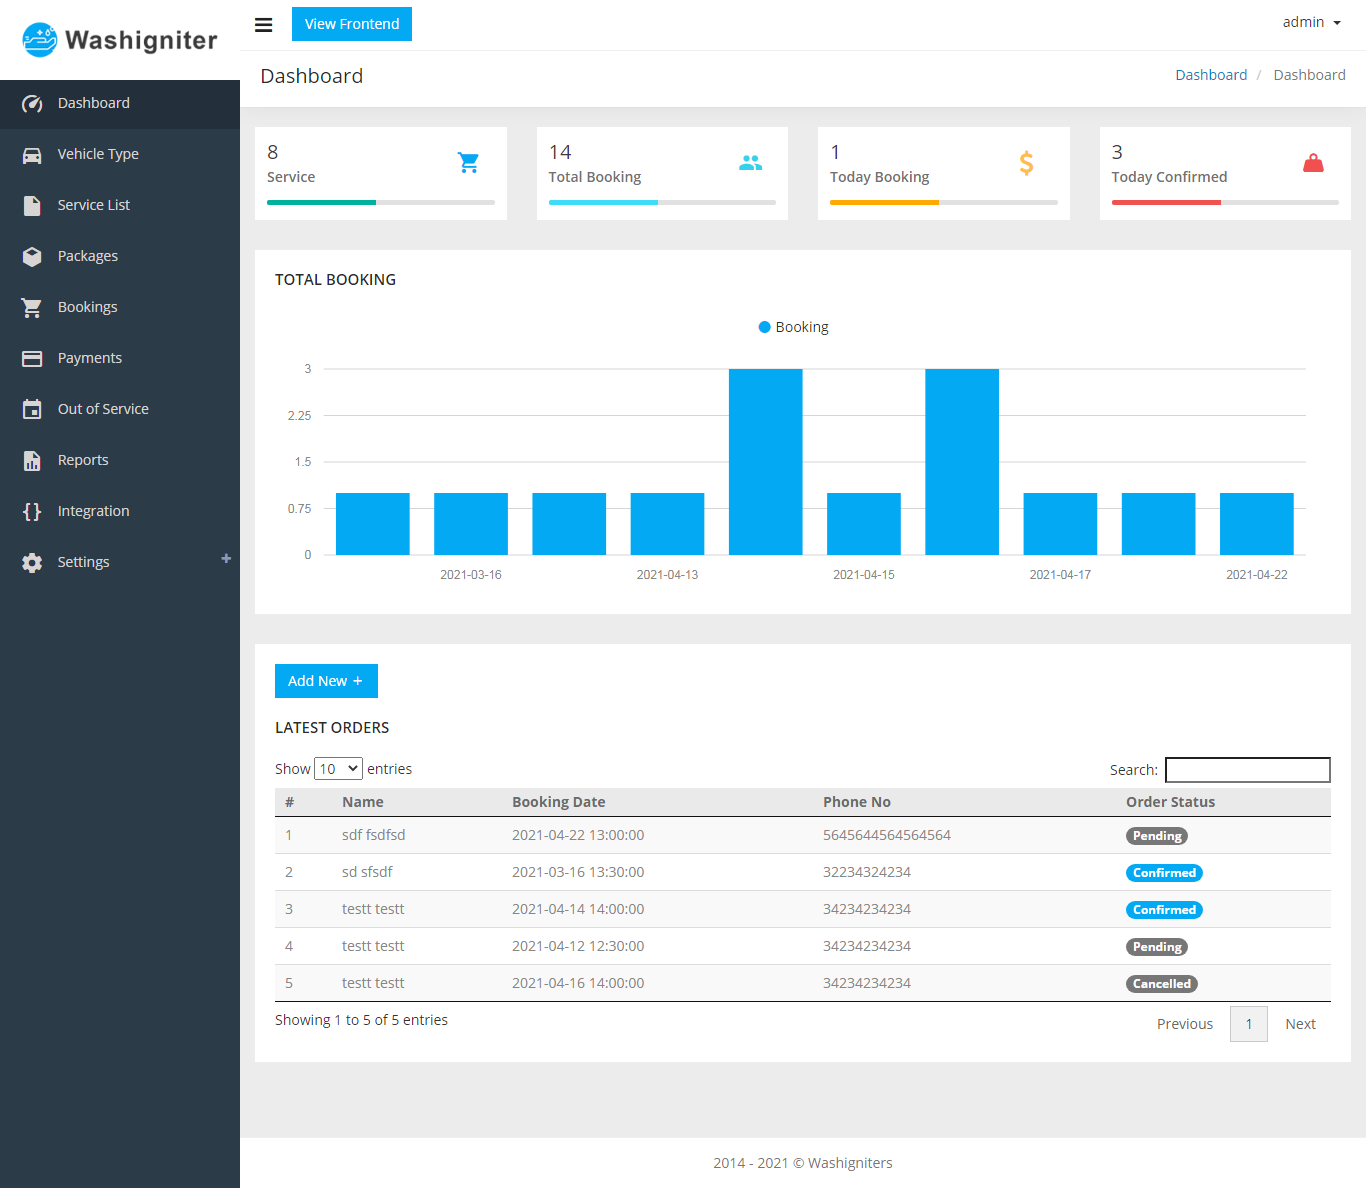 Washigniter
View Frontend
admin
Dashboard
Dashboard / Dashboard
Dashboard
Vehicle Type
Service List
Packages
Bookings
Payments
Out of Service
Reports
Integration
Settings +
8
Service
14
Total Booking
1
Today Booking
$
3
Today Confirmed
TOTAL BOOKING
Booking
3
2.25
1.5
0.75
0
2021-03-16 2021-04-13 2021-04-15 2021-04-17 2021-04-22
Add New +
LATEST ORDERS
Show 10 entries
Search:
# Name Booking Date Phone No Order Status
1 sdf fsdfsd 2021-04-22 13:00:00 5645644564564564 Pending
2 sd sfsdf 2021-03-16 13:30:00 32234324234 Confirmed
3 testt testt 2021-04-14 14:00:00 34234234234 Confirmed
4 testt testt 2021-04-12 12:30:00 34234234234 Pending
5 testt testt 2021-04-16 14:00:00 34234234234 Cancelled
Showing 1 to 5 of 5 entries
Previous 1 Next
2014 - 2021 © Washigniters